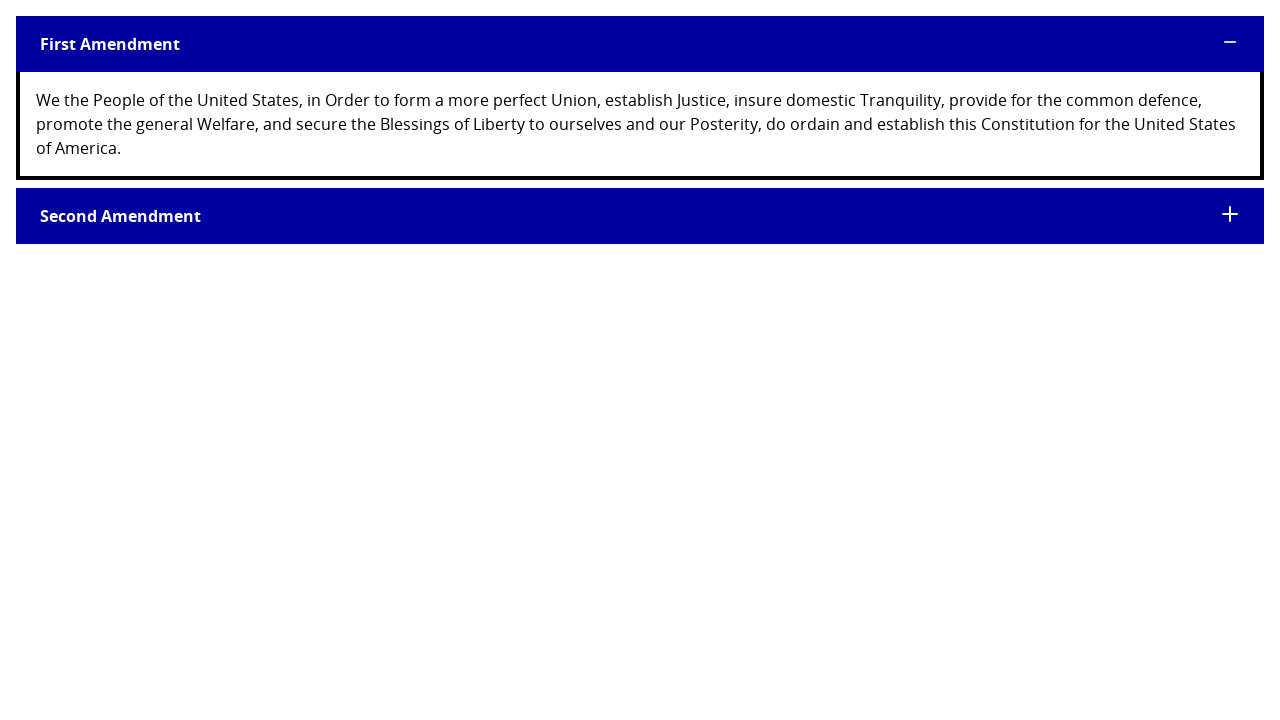 First Amendment
We the People of the United States, in Order to form a more perfect Union, establish Justice, insure domestic Tranquility, provide for the common defence,
promote the general Welfare, and secure the Blessings of Liberty to ourselves and our Posterity, do ordain and establish this Constitution for the United States
of America.
Second Amendment